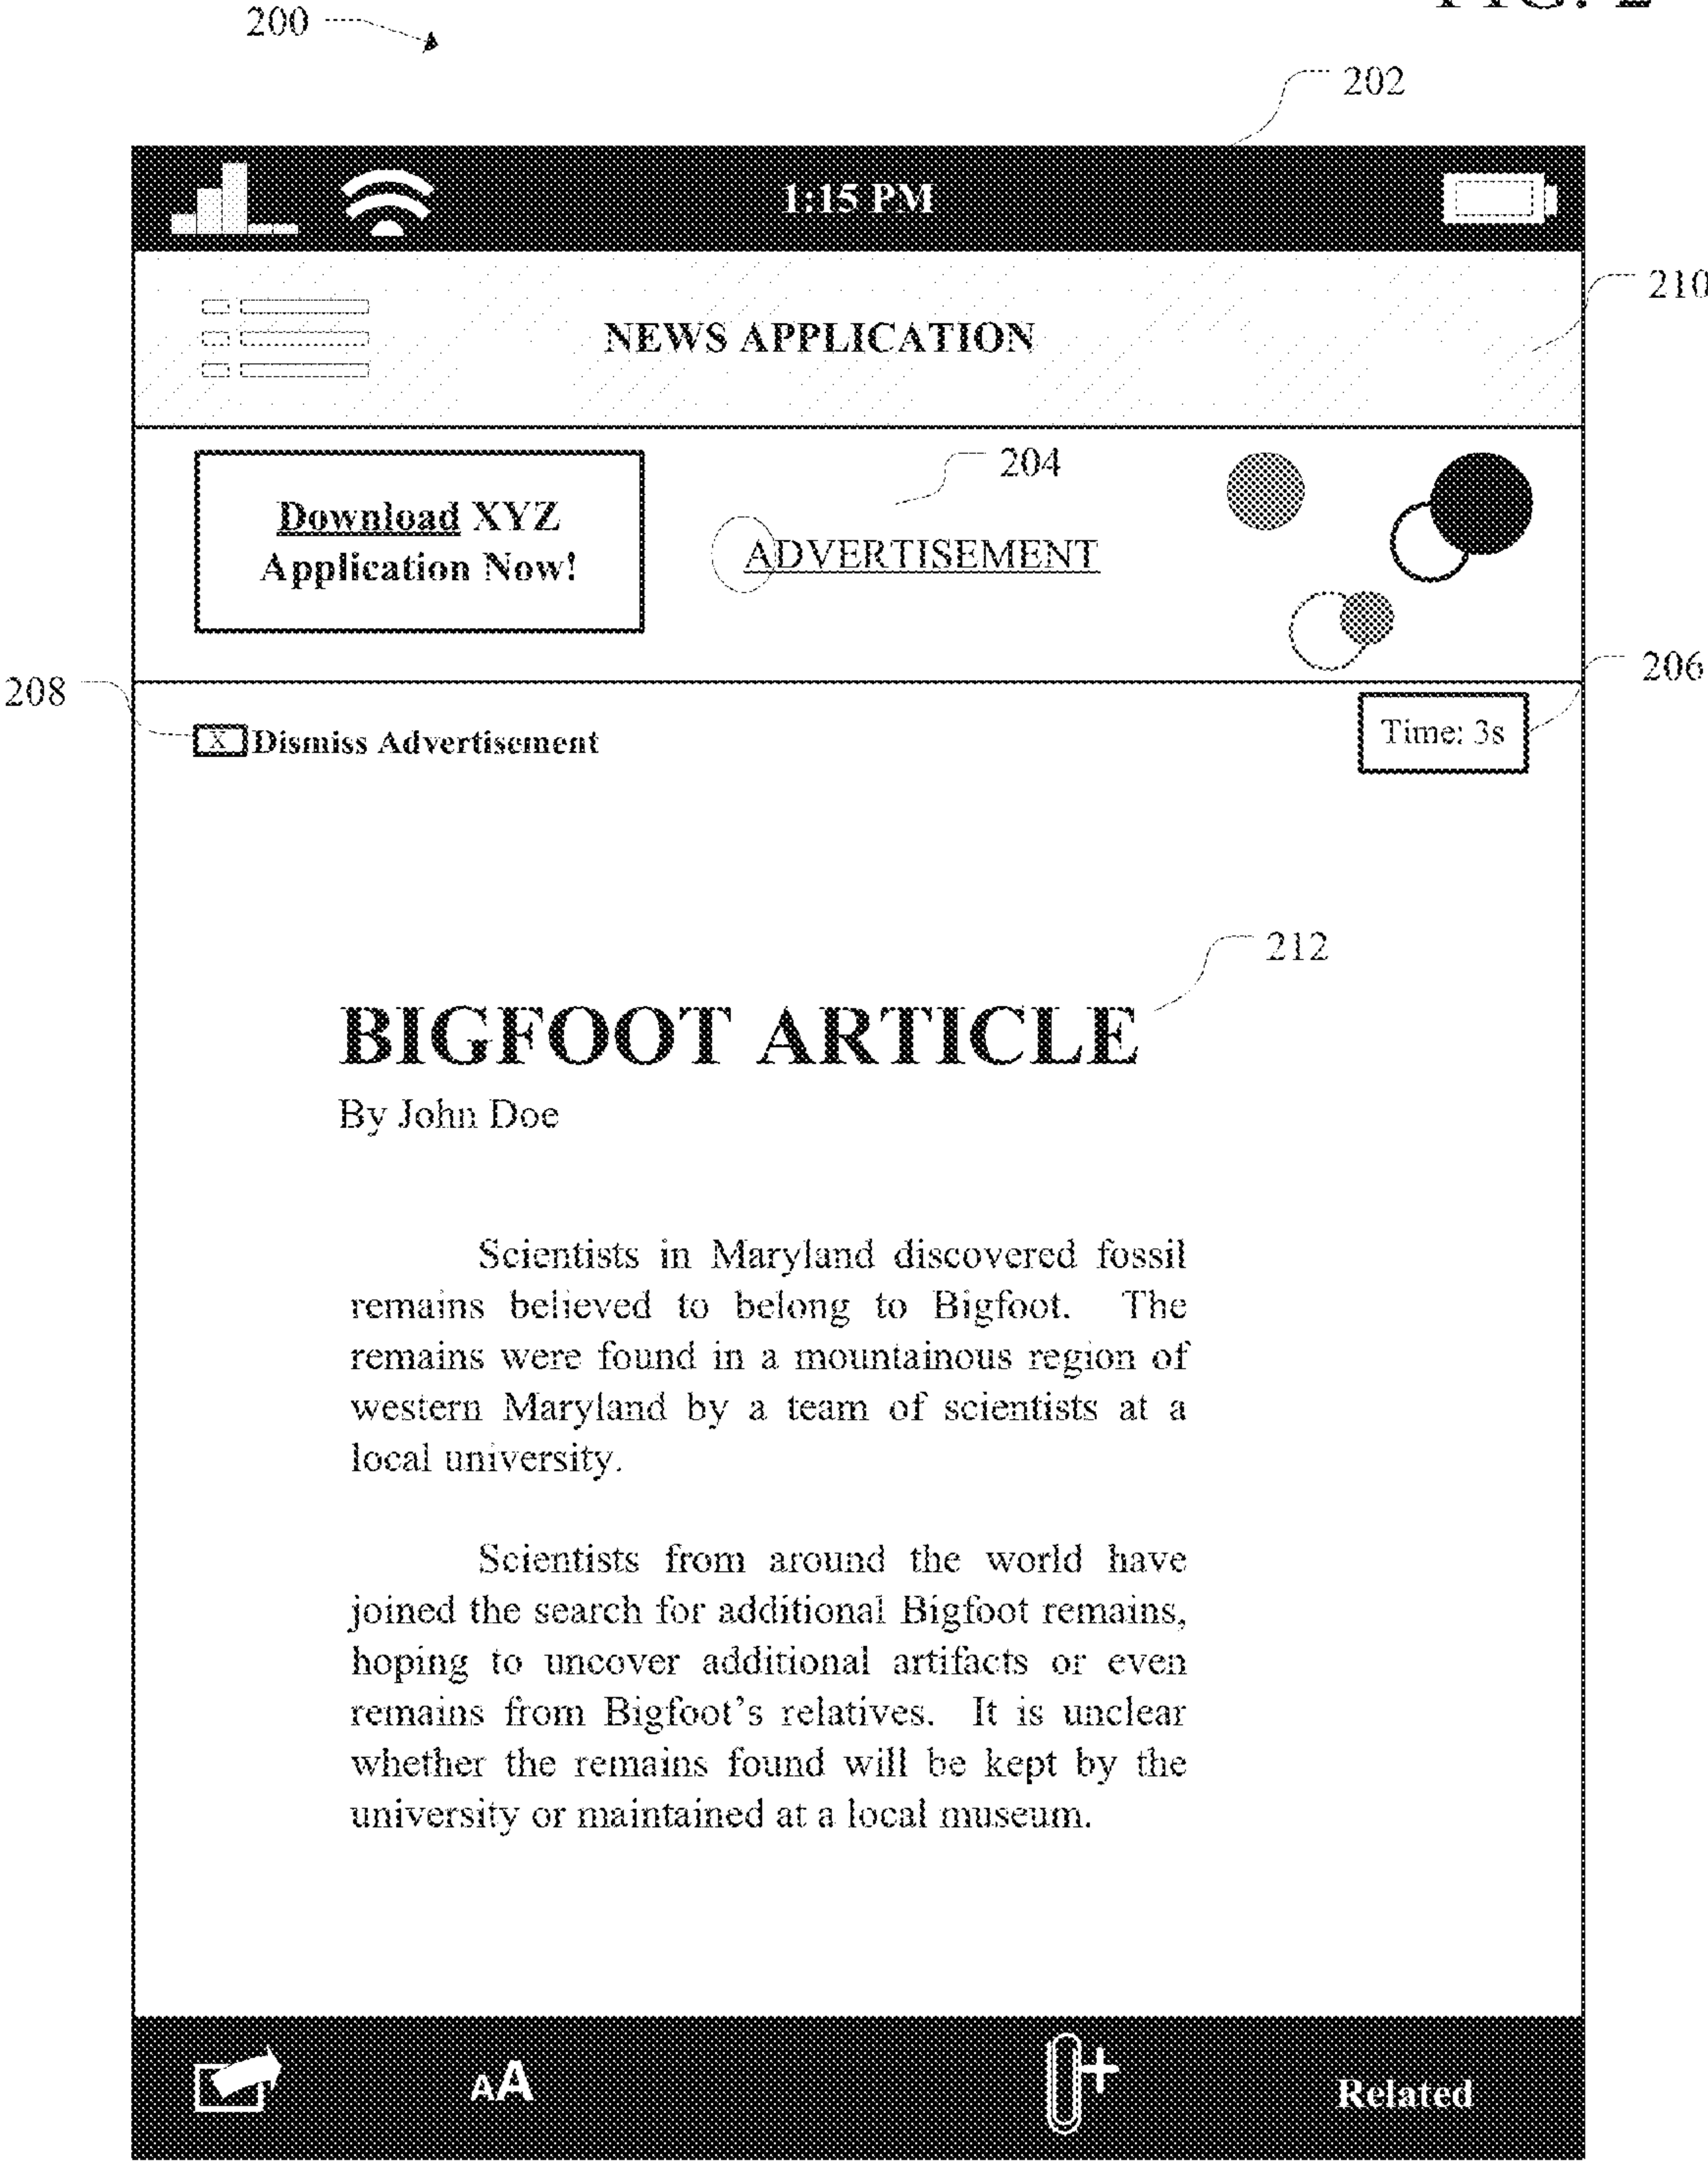 FIG. 2
200
202
1:15 PM
210
NEWS APPLICATION
204
Download XYZ
Application Now!
ADVERTISEMENT
206
208
X Dismiss Advertisement
Time: 3s
212
BIGFOOT ARTICLE
By John Doe
Scientists in Maryland discovered fossil
remains believed to belong to Bigfoot. The
remains were found in a mountainous region of
western Maryland by a team of scientists at a
local university.
Scientists from around the world have
joined the search for additional Bigfoot remains,
hoping to uncover additional artifacts or even
remains from Bigfoot's relatives. It is unclear
whether the remains found will be kept by the
university or maintained at a local museum.
AA
Related